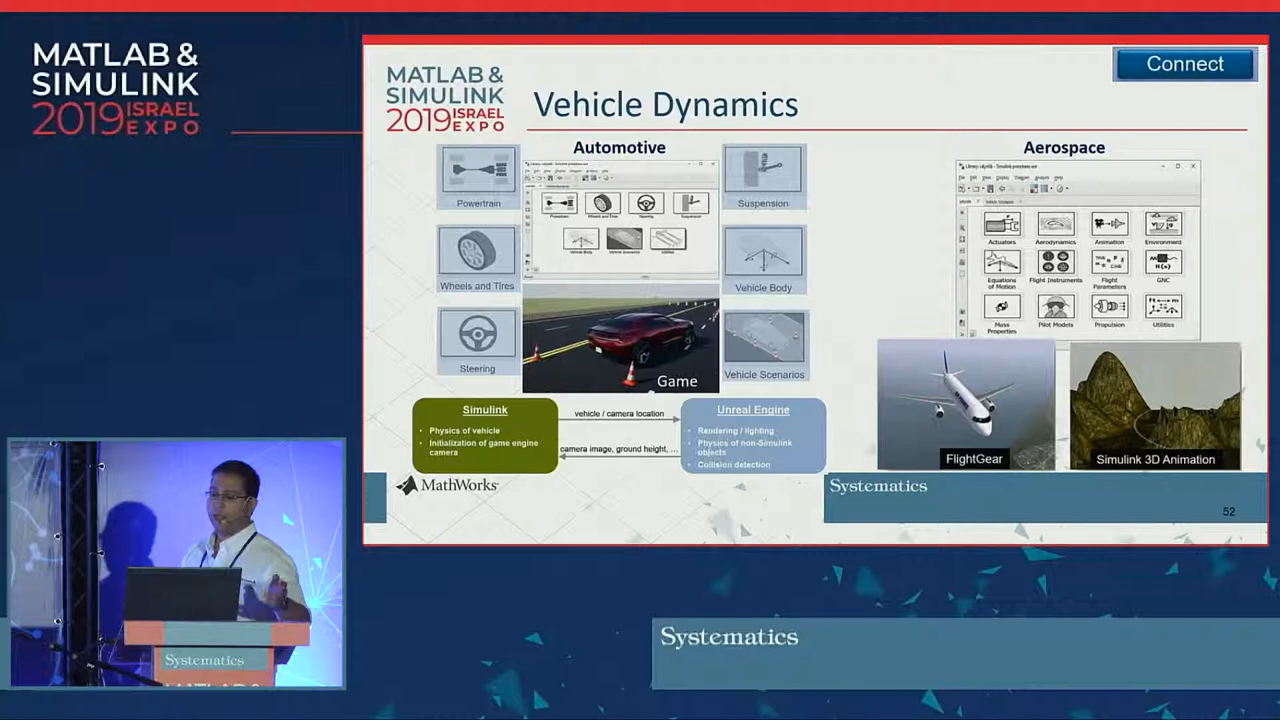 MATLAB &
SIMULINK
2019 ISRAEL
EXPO
Connect
MATLAB &
SIMULINK
2019 ISRAEL
EXPO
Vehicle Dynamics
Automotive
Aerospace
Powertrain
Suspension
Wheels and Tires
Vehicle Body
Steering
Vehicle Scenarios
Game
Actuators
Aerodynamics
Animation
Environment
Equations
of Motion
Flight Instruments
Flight
Parameters
GNC
Mass
Properties
Pilot Models
Propulsion
Utilities
Simulink
• Physics of vehicle
• Initialization of game engine
camera
vehicle / camera location
camera image, ground height, ...
Unreal Engine
• Rendering / lighting
• Physics of non-Simulink
objects
• Collision detection
FlightGear
Simulink 3D Animation
MathWorks
Systematics
52
Systematics
Systematics